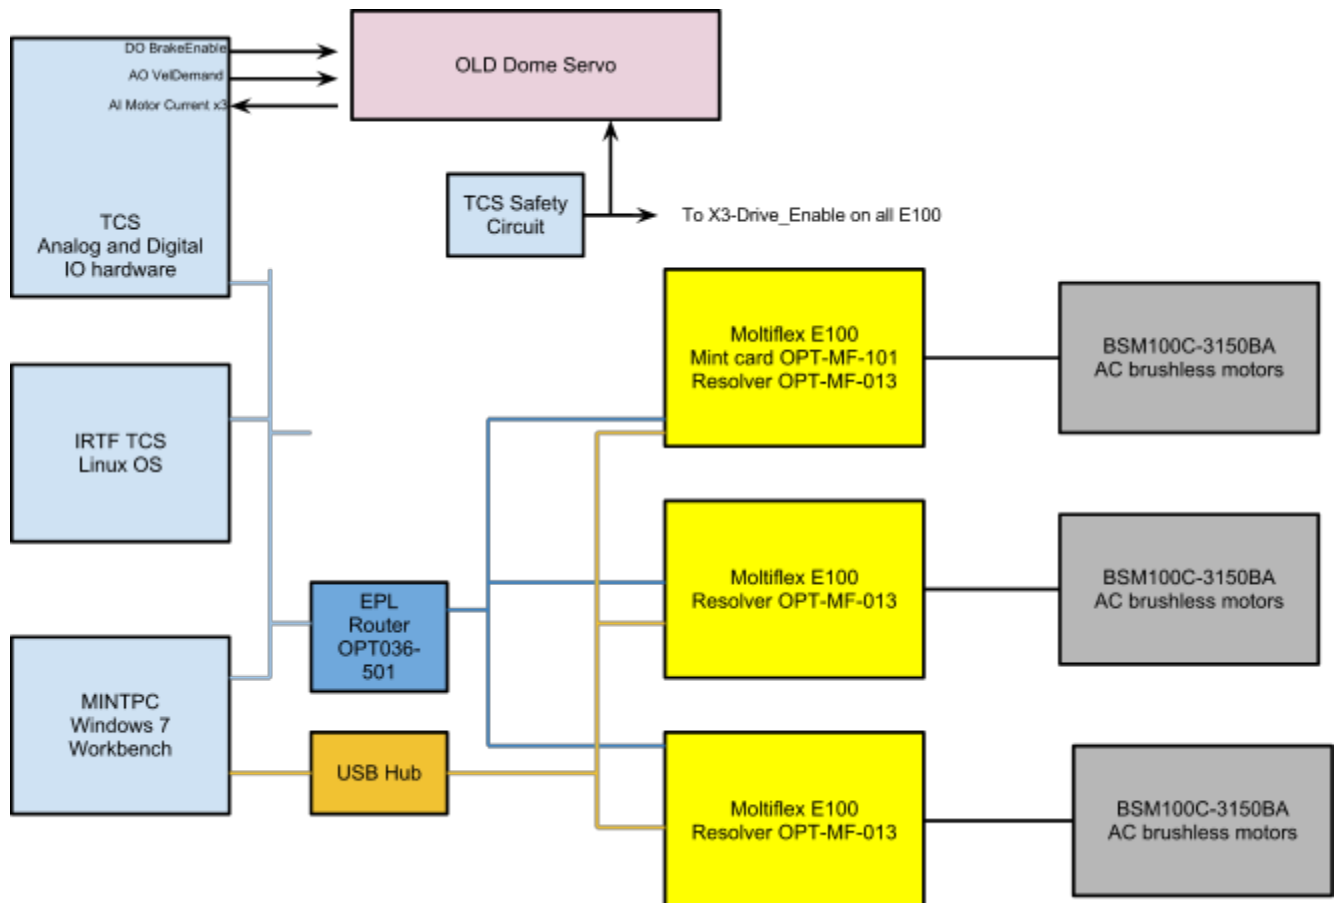 DO BrakeEnable
AO VelDemand
AI Motor Current x3
OLD Dome Servo
TCS
Analog and Digital
IO hardware
TCS Safety
Circuit
To X3-Drive_Enable on all E100
Moltiflex E100
Mint card OPT-MF-101
Resolver OPT-MF-013
BSM100C-3150BA
AC brushless motors
IRTF TCS
Linux OS
Moltiflex E100
Resolver OPT-MF-013
BSM100C-3150BA
AC brushless motors
EPL
Router
OPT036-
501
MINTPC
Windows 7
Workbench
USB Hub
Moltiflex E100
Resolver OPT-MF-013
BSM100C-3150BA
AC brushless motors